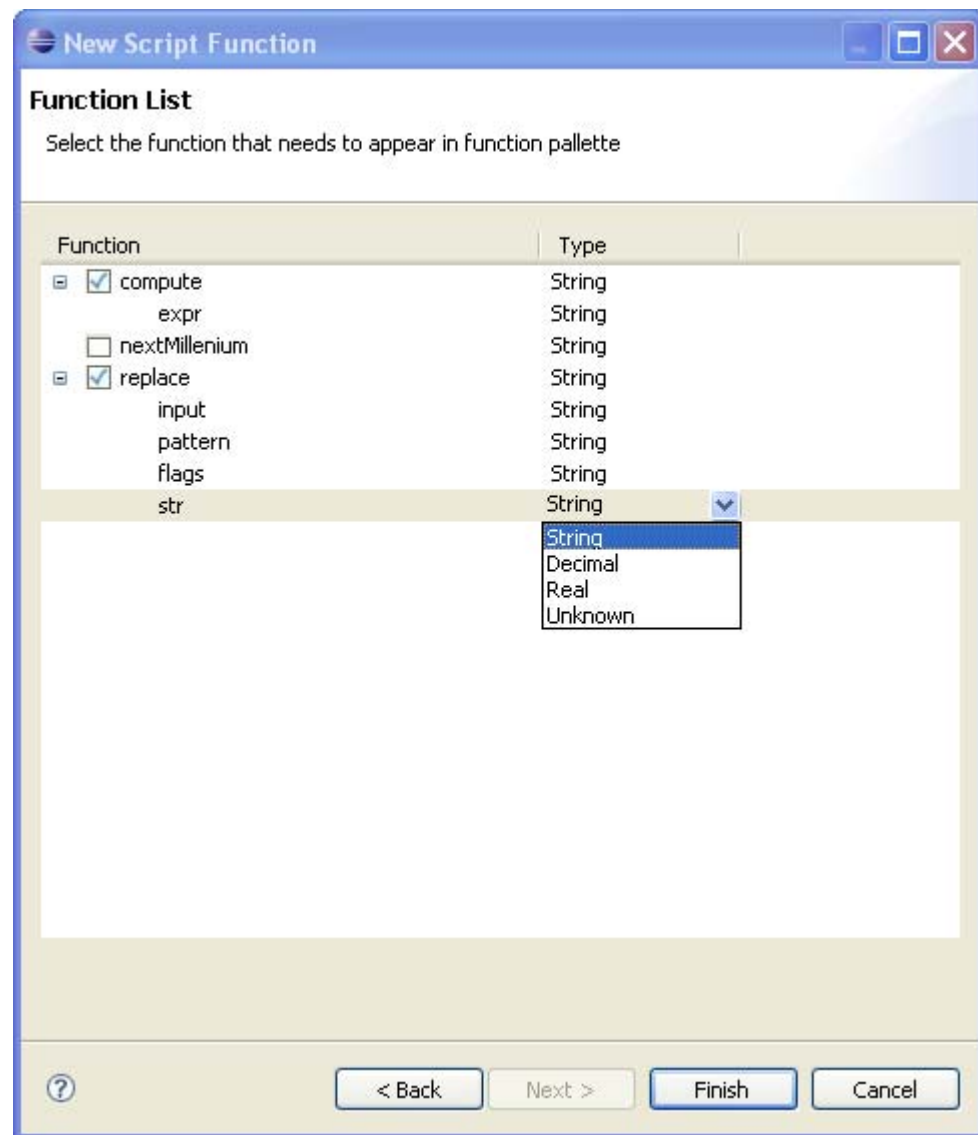 New Script Function
Function List
Select the function that needs to appear in function pallette
Function Type
compute String
expr String
nextMillenium String
replace String
input String
pattern String
flags String
str String
String
Decimal
Real
Unknown
< Back Next > Finish Cancel